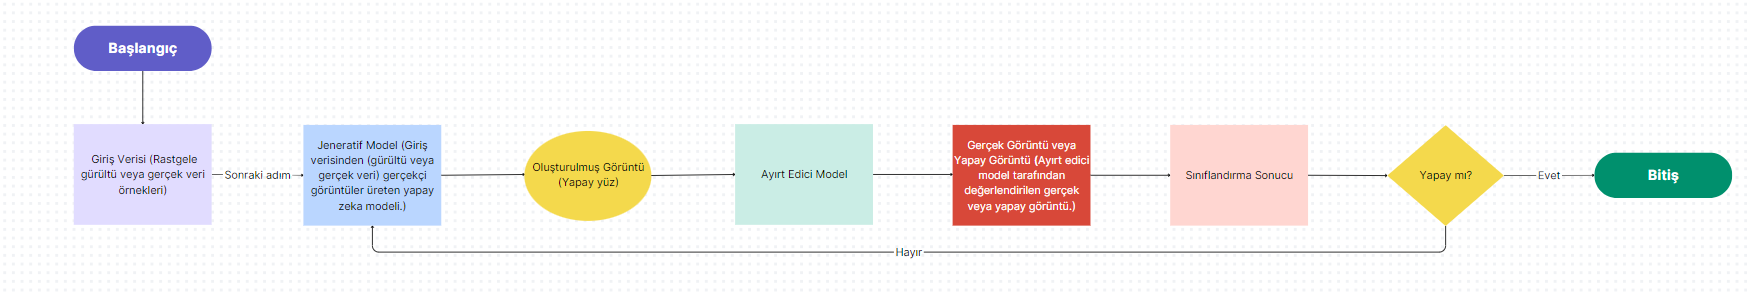 Başlangıç
Giriş Verisi (Rastgele
gürültü veya gerçek veri
örnekleri)
Sonraki adım
Jeneratif Model (Giriş
verisinden (gürültü veya
gerçek veri) gerçekçi
görüntüler üreten yapay
zeka modeli.)
Oluşturulmuş Görüntü
(Yapay yüz)
Ayırt Edici Model
Gerçek Görüntü veya
Yapay Görüntü (Ayırt edici
model tarafından
değerlendirilen gerçek
veya yapay görüntü.)
Sınıflandırma Sonucu
Yapay mı?
Evet
Bitiş
Hayır